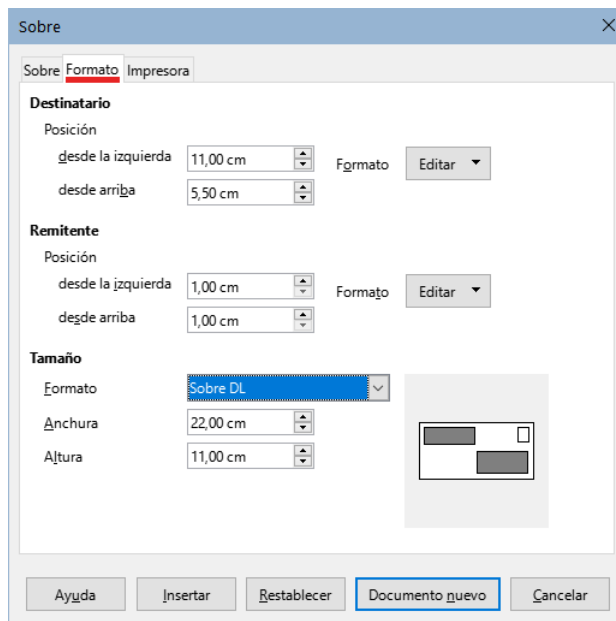 Sobre
Sobre Formato Impresora
Destinatario
Posición
desde la izquierda 11,00 cm Formato Editar
desde arriba 5,50 cm
Remitente
Posición
desde la izquierda 1,00 cm Formato Editar
desde arriba 1,00 cm
Tamaño
Formato Sobre DL
Anchura 22,00 cm
Altura 11,00 cm
Ayuda Insertar Restablecer Documento nuevo Cancelar